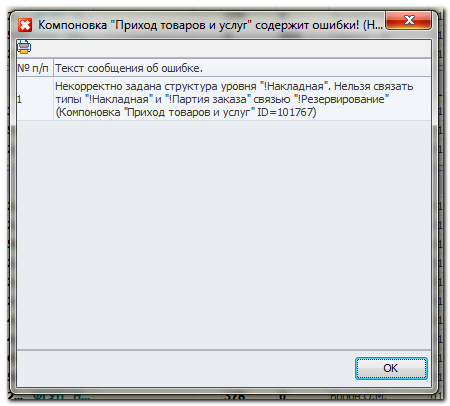 Компоновка "Приход товаров и услуг" содержит ошибки! (Н...
№ п/п Текст сообщения об ошибке.
1 Некорректно задана структура уровня "!Накладная". Нельзя связать
типы "!Накладная" и "!Партия заказа" связью "!Резервирование"
(Компоновка "Приход товаров и услуг" ID=101767)
OK